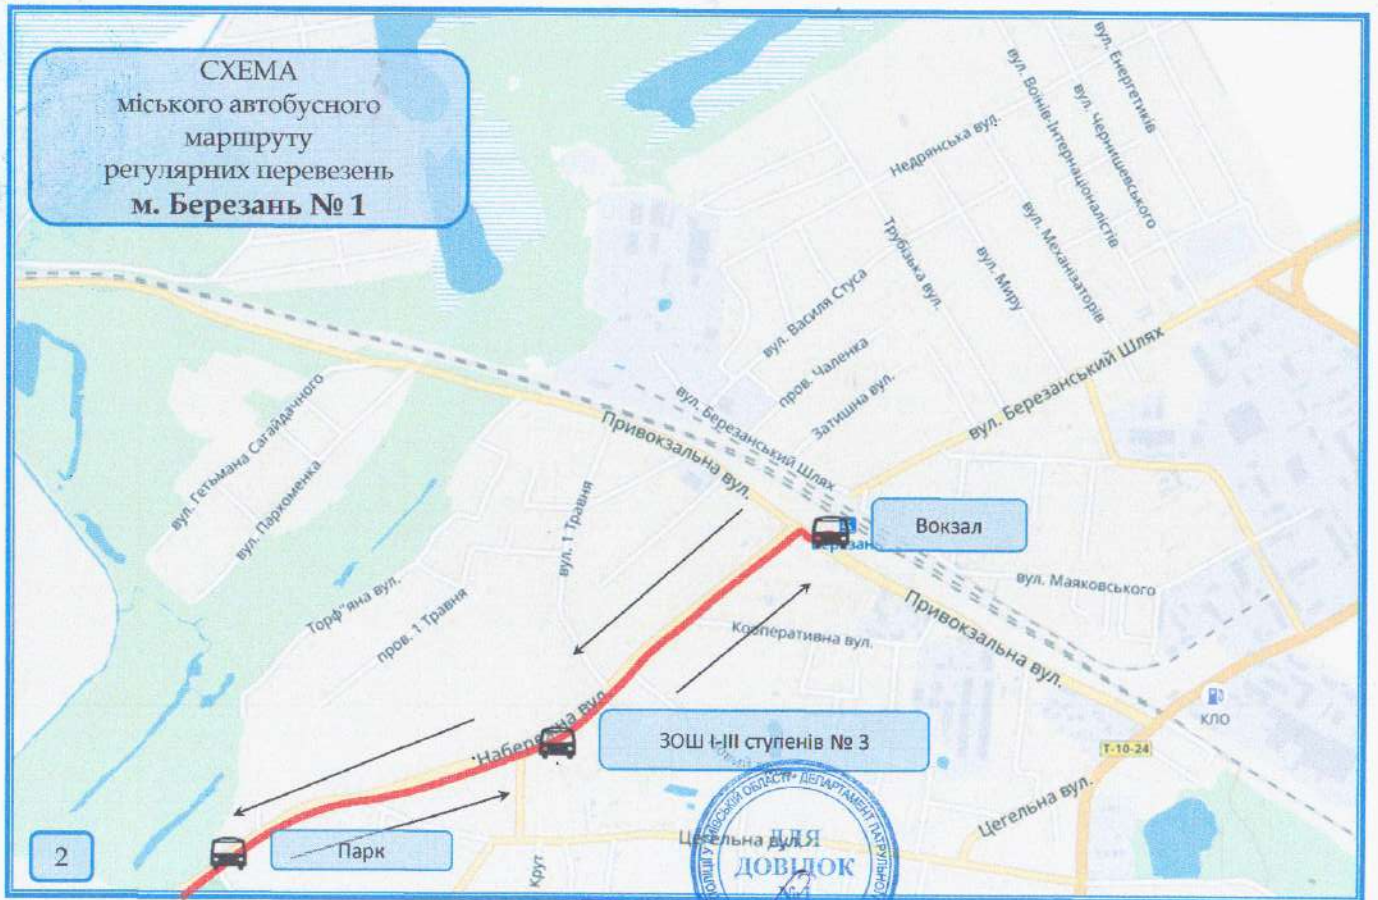 СХЕМА
міського автобусного
маршруту
регулярних перевезень
м. Березань № 1
вул. Енергетиків
вул. Воїнів-Інтернаціоналістів
вул. Чернишевського
Недрянська вул.
вул. Механізаторів
Трубізька вул.
вул. Миру
вул. Василя Стуса
пров. Чаленка
Затишна вул.
вул. Березанський Шлях
вул. Березанський Шлях
Привокзальна вул.
вул. Гетьмана Сагайдачного
вул. Пархоменка
вул. 1 Травня
Вокзал
вул. Маяковського
Торф"яна вул.
пров. 1 Травня
Кооперативна вул.
Привокзальна вул.
КЛО
Набережна вул.
ЗОШ І-ІІІ ступенів № 3
Т-10-24
Цегельна вул.
Цегельна вул.
2
Парк
Крут
ОБЛАСТІ * ДЕПАРТАМЕНТ
ДЛЯ
ДОВІДОК